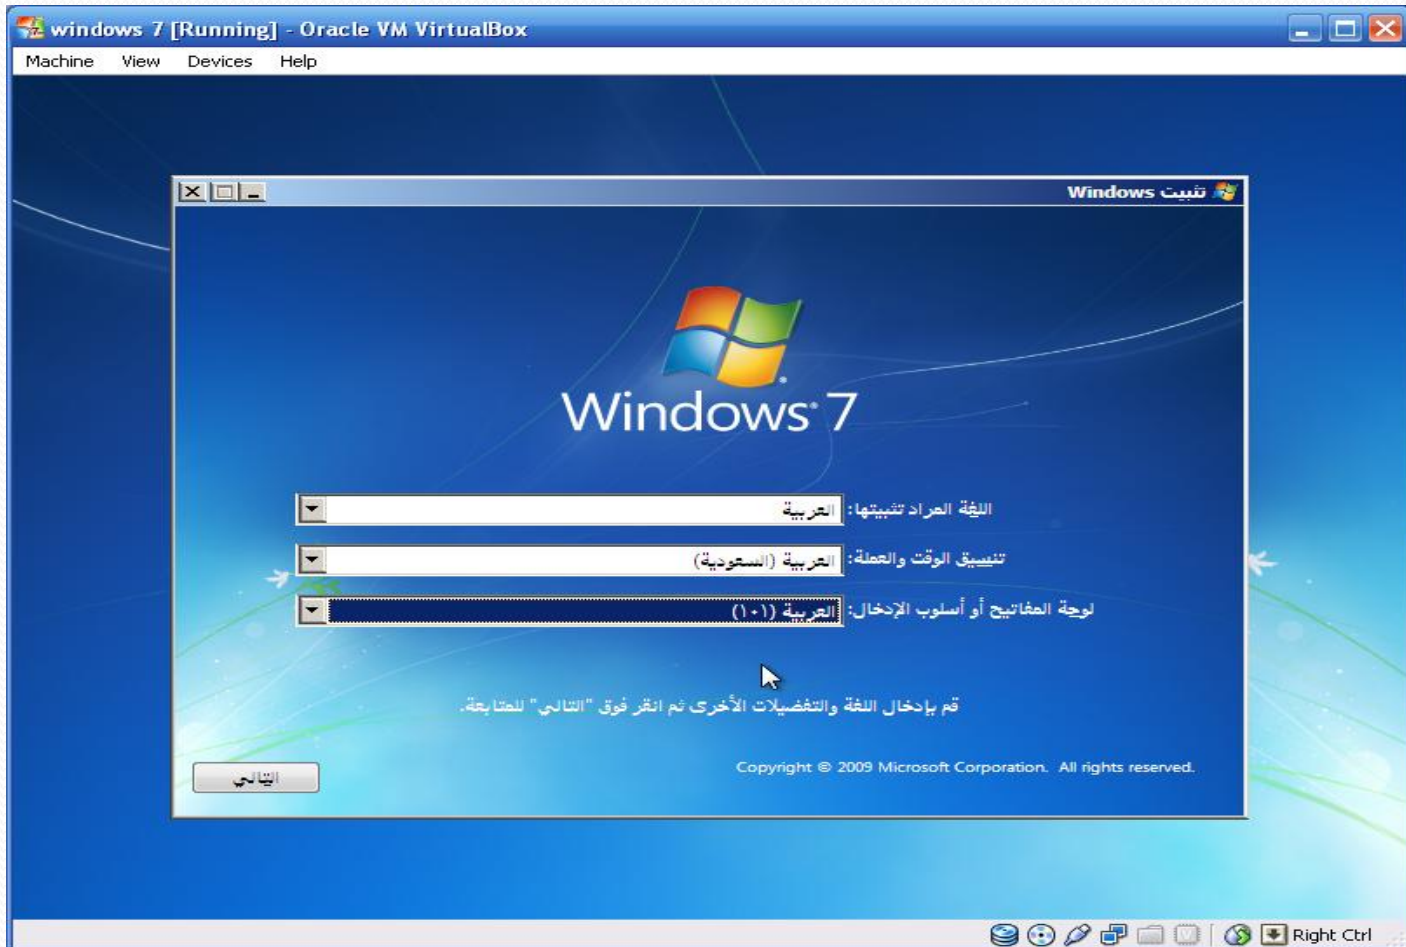 windows 7 [Running] - Oracle VM VirtualBox
Machine View Devices Help
تثبيت Windows
Windows 7
اللغة المراد تثبيتها: العربية
تنسيق الوقت والعملة: العربية (السعودية)
لوحة المفاتيح أو أسلوب الإدخال: العربية (١٠١)
قم بإدخال اللغة والتفضيلات الأخرى ثم انقر فوق "التالي" للمتابعة.
Copyright © 2009 Microsoft Corporation. All rights reserved.
التالي
Right Ctrl